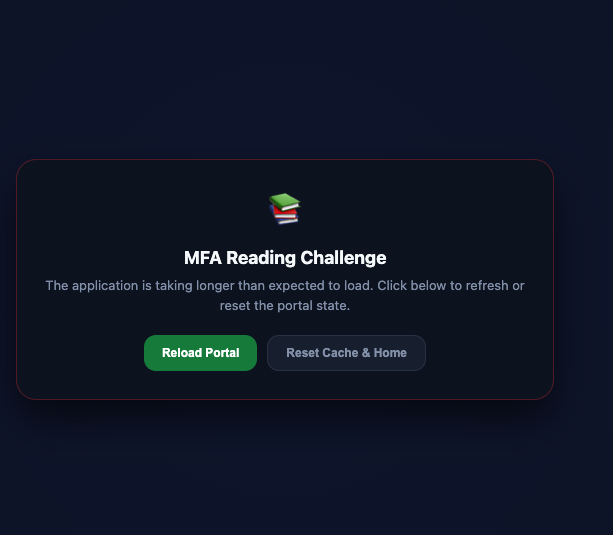 MFA Reading Challenge
The application is taking longer than expected to load. Click below to refresh or
reset the portal state.
Reload Portal
Reset Cache & Home